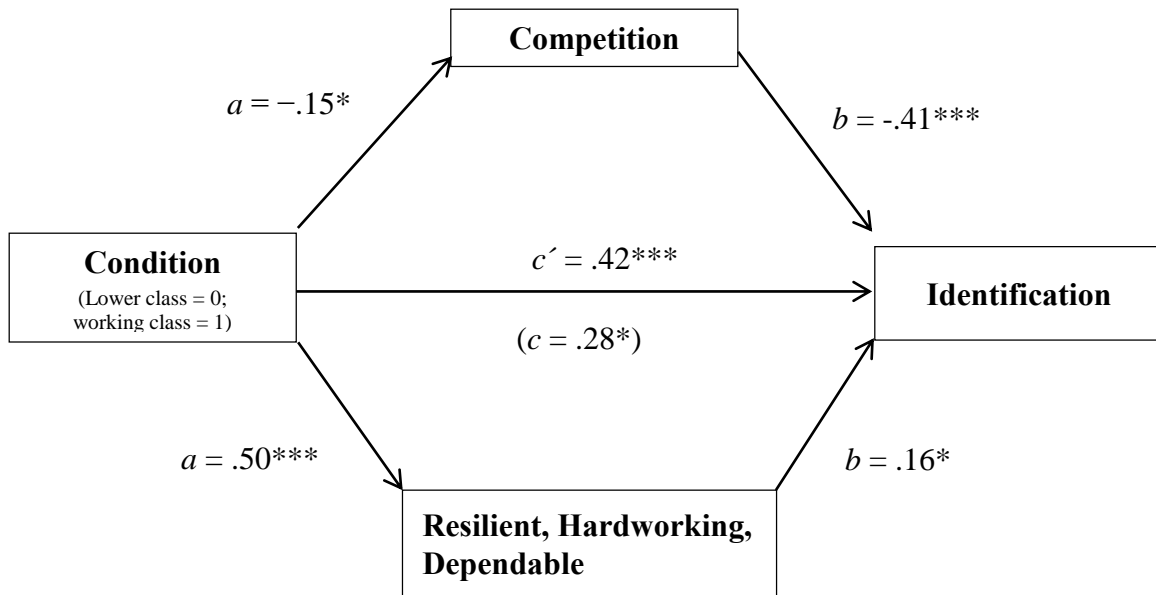 Competition
a = −.15*
b = -.41***
Condition
(Lower class = 0;
working class = 1)
c´ = .42***
(c = .28*)
Identification
a = .50***
b = .16*
Resilient, Hardworking,
Dependable